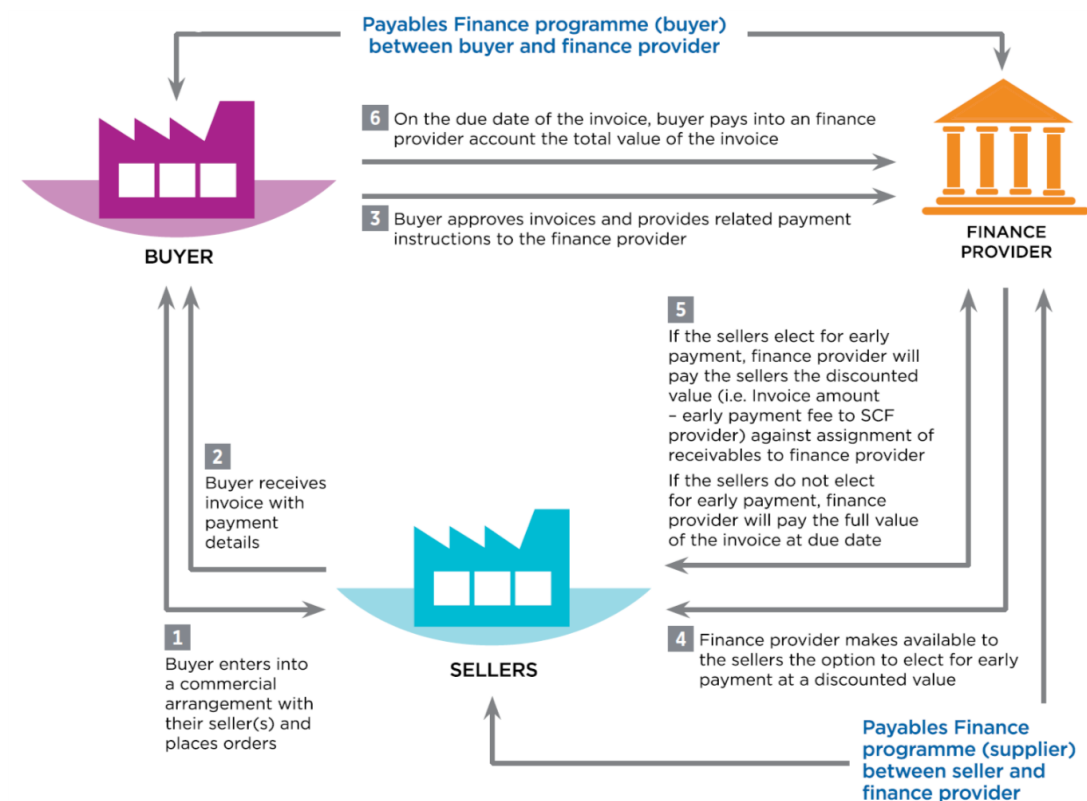 Payables Finance programme (buyer)
between buyer and finance provider
6
On the due date of the invoice, buyer pays into an finance
provider account the total value of the invoice
3
Buyer approves invoices and provides related payment
instructions to the finance provider
BUYER
FINANCE
PROVIDER
5
If the sellers elect for early
payment, finance provider will
pay the sellers the discounted
value (i.e. Invoice amount
– early payment fee to SCF
provider) against assignment of
receivables to finance provider
If the sellers do not elect
for early payment, finance
provider will pay the full value
of the invoice at due date
2
Buyer receives
invoice with
payment
details
1
Buyer enters into
a commercial
arrangement with
their seller(s) and
places orders
SELLERS
4
Finance provider makes available to
the sellers the option to elect for early
payment at a discounted value
Payables Finance
programme (supplier)
between seller and
finance provider